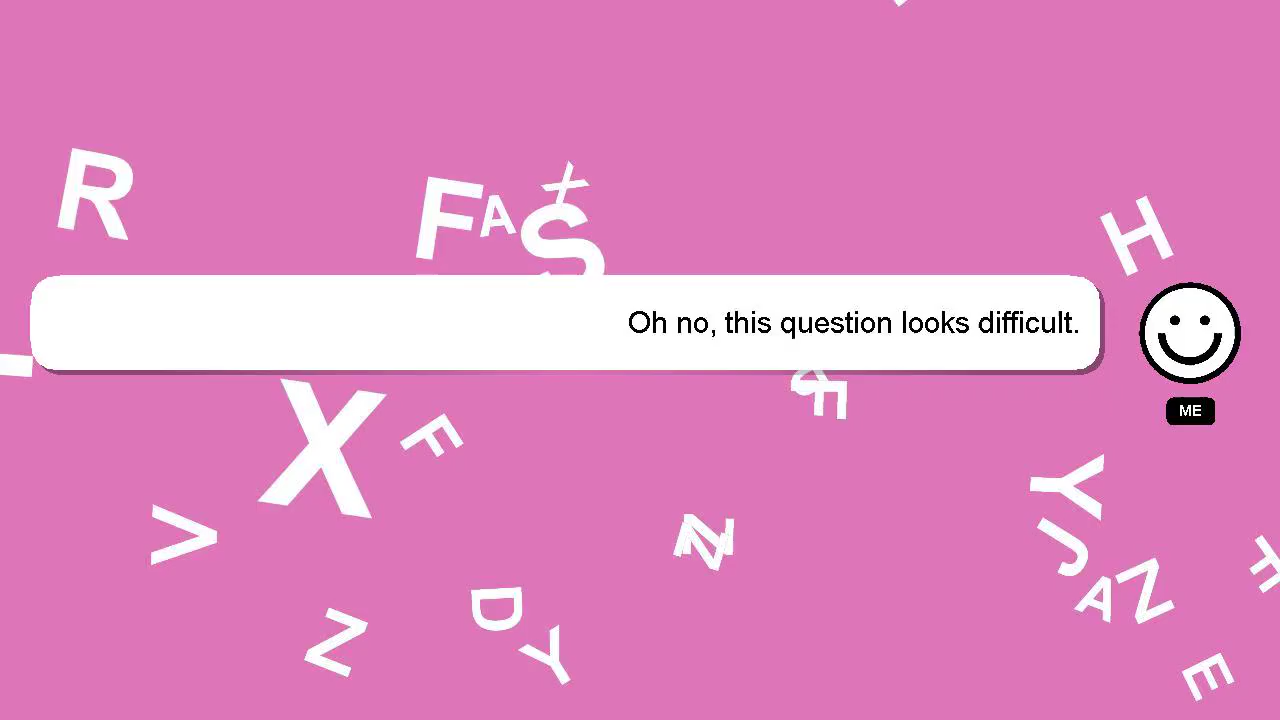 R
F
A
X
S
H
Oh no, this question looks difficult.
ME
X
F
F
Y
V
N
J
A
Z
F
D
N
Y
E